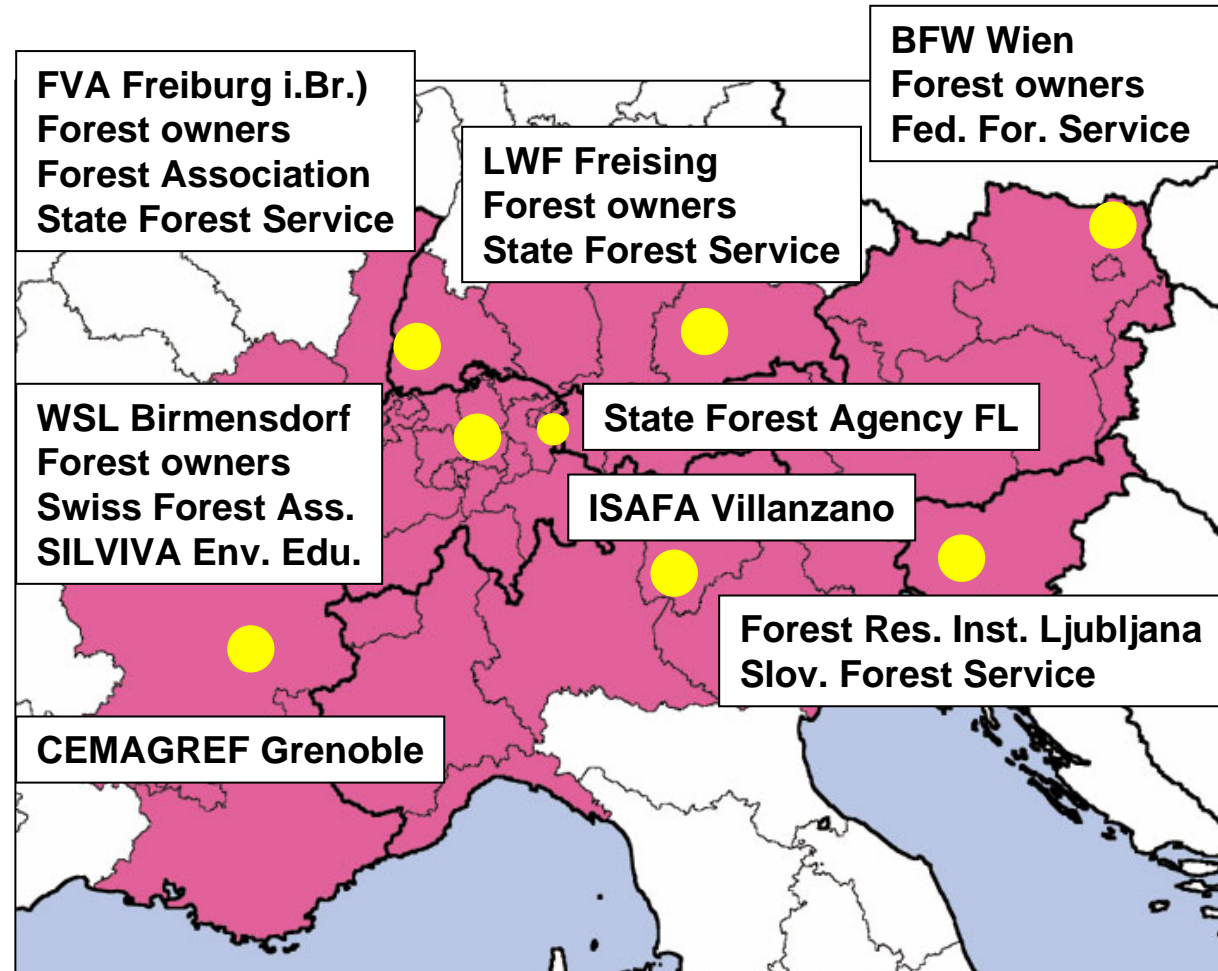 FVA Freiburg i.Br.)
Forest owners
Forest Association
State Forest Service
LWF Freising
Forest owners
State Forest Service
BFW Wien
Forest owners
Fed. For. Service
WSL Birmensdorf
Forest owners
Swiss Forest Ass.
SILVIVA Env. Edu.
State Forest Agency FL
ISAFA Villanzano
Forest Res. Inst. Ljubljana
Slov. Forest Service
CEMAGREF Grenoble